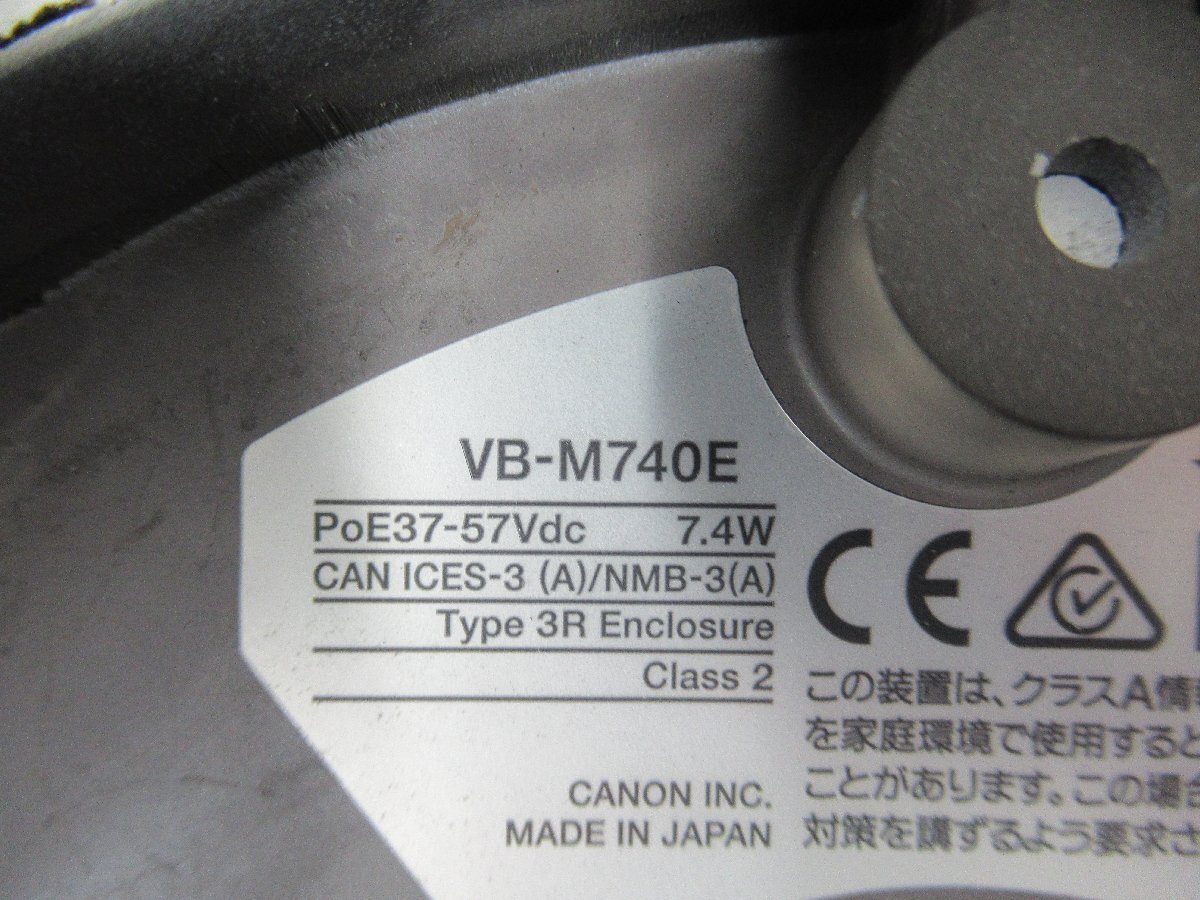 VB-M740E
PoE37-57Vdc 7.4W
CAN ICES-3 (A)/NMB-3(A)
Type 3R Enclosure
Class 2
CANON INC.
MADE IN JAPAN
CE
この装置は、クラスA情
を家庭環境で使用すると
ことがあります。この場合
対策を講ずるよう要求さ